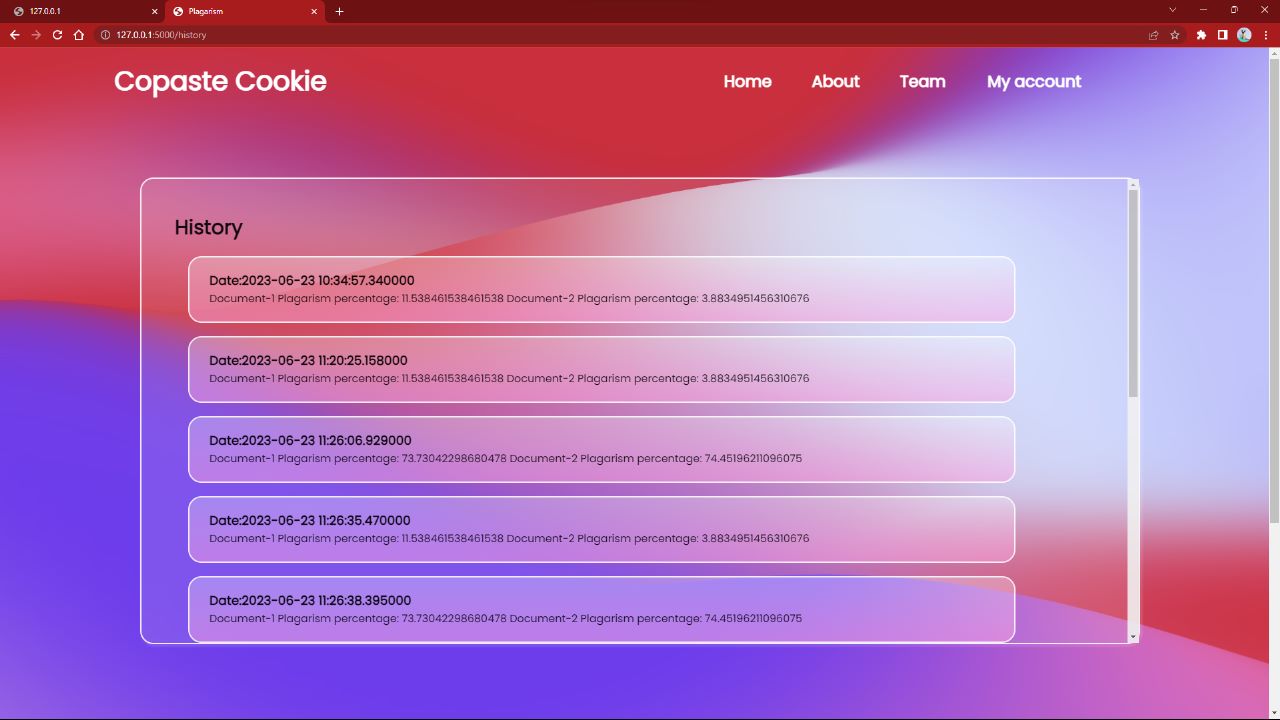 127.0.0.1
Plagarism
127.0.0.1:5000/history
Copaste Cookie
Home About Team My account
History
Date:2023-06-23 10:34:57.340000
Document-1 Plagarism percentage: 11.538461538461538 Document-2 Plagarism percentage: 3.8834951456310676
Date:2023-06-23 11:20:25.158000
Document-1 Plagarism percentage: 11.538461538461538 Document-2 Plagarism percentage: 3.8834951456310676
Date:2023-06-23 11:26:06.929000
Document-1 Plagarism percentage: 73.73042298680478 Document-2 Plagarism percentage: 74.45196211096075
Date:2023-06-23 11:26:35.470000
Document-1 Plagarism percentage: 11.538461538461538 Document-2 Plagarism percentage: 3.8834951456310676
Date:2023-06-23 11:26:38.395000
Document-1 Plagarism percentage: 73.73042298680478 Document-2 Plagarism percentage: 74.45196211096075